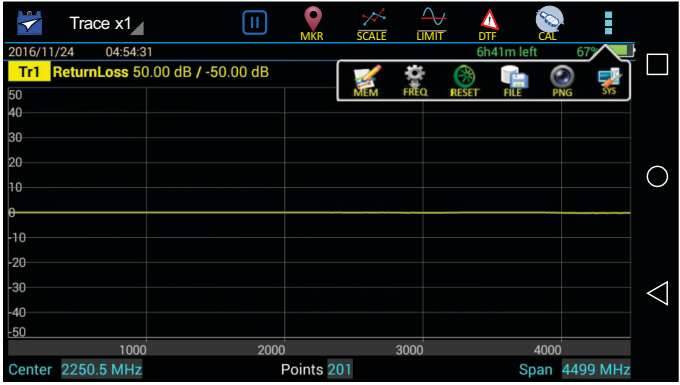 Trace x1
MKR SCALE LIMIT DTF CAL
2016/11/24 04:54:31 6h41m left 67%
Tr1 ReturnLoss 50.00 dB / -50.00 dB
MEM FREQ RESET FILE PNG SYS
50
40
30
20
10
0
-10
-20
-30
-40
-50
1000 2000 3000 4000
Center 2250.5 MHz Points 201 Span 4499 MHz